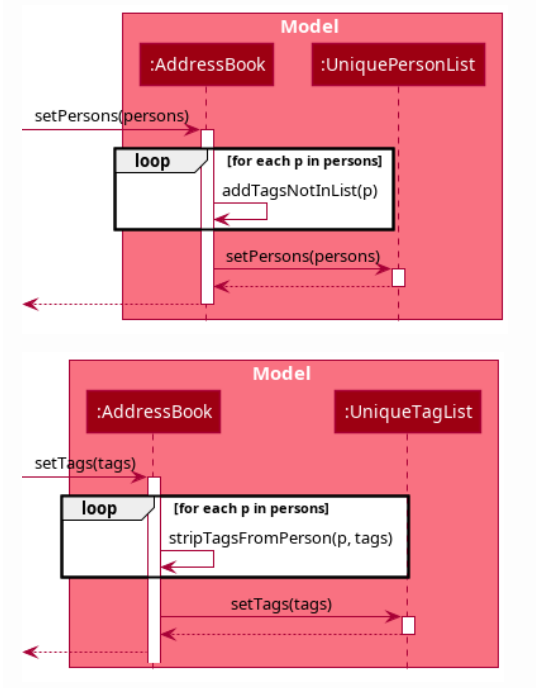 Model
:AddressBook
:UniquePersonList
setPersons(persons)
loop
[for each p in persons]
addTagsNotInList(p)
setPersons(persons)
Model
:AddressBook
:UniqueTagList
setTags(tags)
loop
[for each p in persons]
stripTagsFromPerson(p, tags)
setTags(tags)